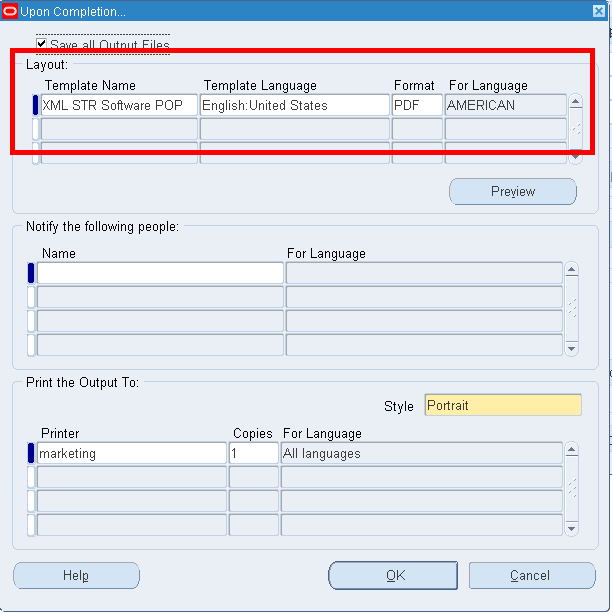 Upon Completion...
Save all Output Files
Layout:
Template Name Template Language Format For Language
XML STR Software POP English:United States PDF AMERICAN
Preview
Notify the following people:
Name For Language
Print the Output To:
Style Portrait
Printer Copies For Language
marketing 1 All languages
Help OK Cancel